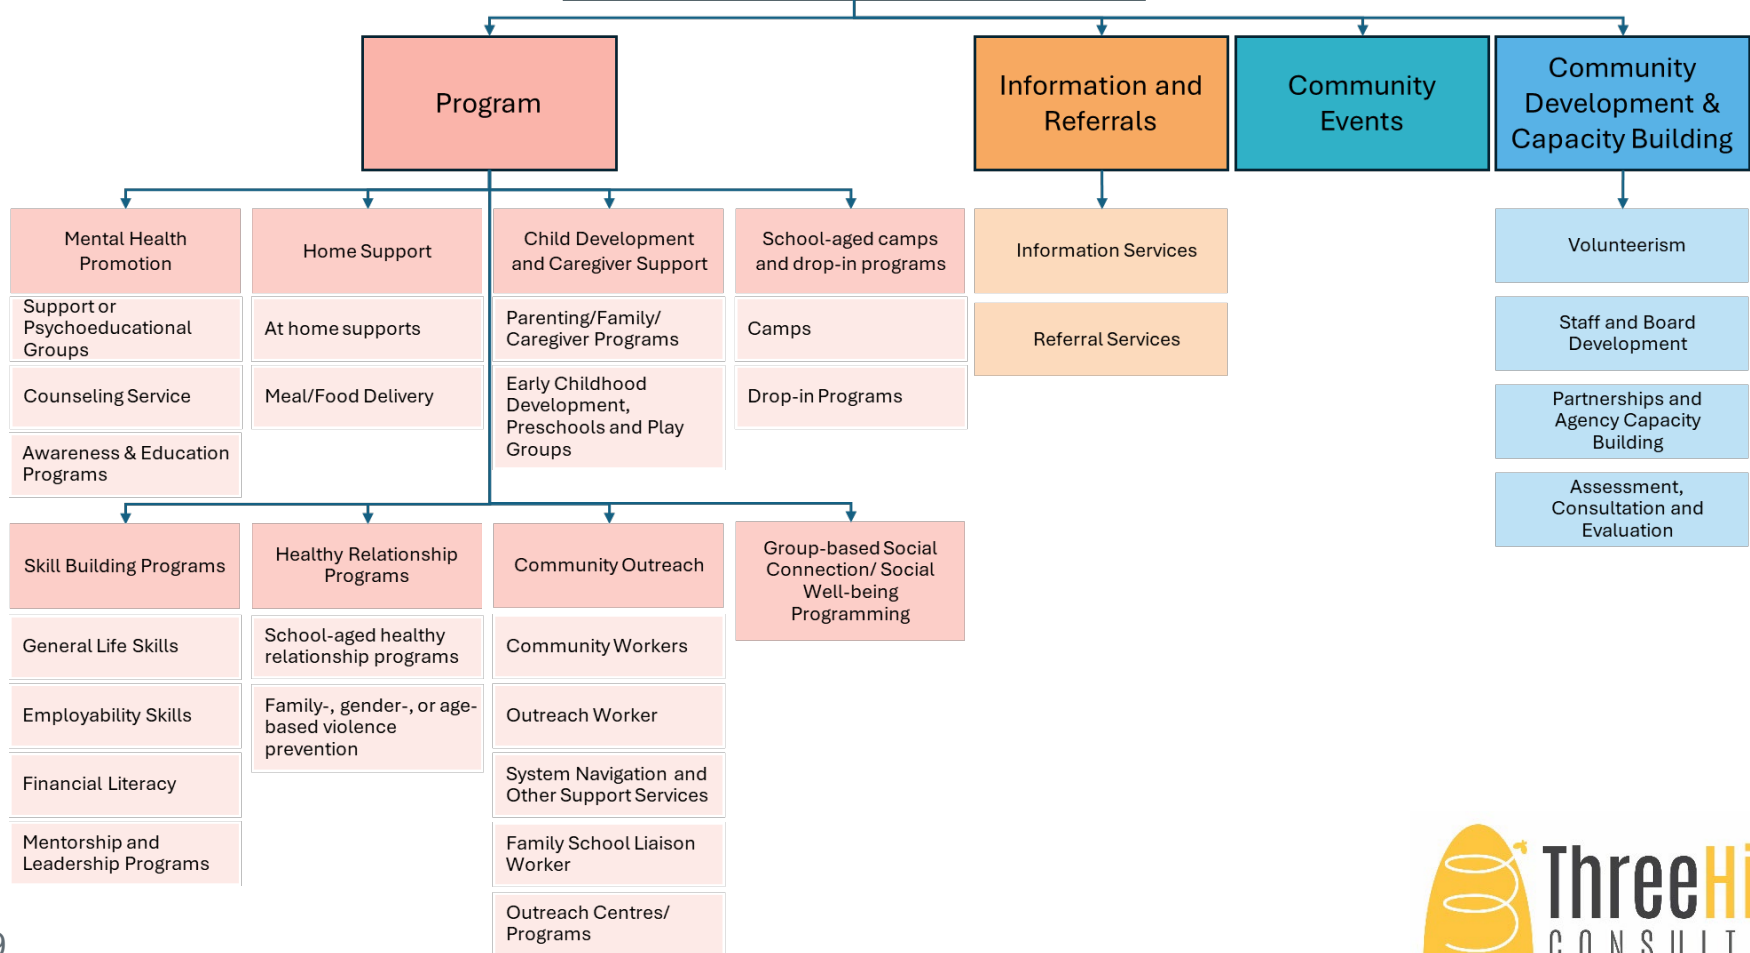 Program
Information and
Referrals
Community
Events
Community
Development &
Capacity Building
Mental Health
Promotion
Home Support
Child Development
and Caregiver Support
School-aged camps
and drop-in programs
Information Services
Volunteerism
Support or
Psychoeducational
Groups
At home supports
Parenting/Family/
Caregiver Programs
Camps
Referral Services
Staff and Board
Development
Counseling Service
Meal/Food Delivery
Early Childhood
Development,
Preschools and Play
Groups
Drop-in Programs
Partnerships and
Agency Capacity
Building
Awareness & Education
Programs
Assessment,
Consultation and
Evaluation
Skill Building Programs
Healthy Relationship
Programs
Community Outreach
Group-based Social
Connection/ Social
Well-being
Programming
General Life Skills
School-aged healthy
relationship programs
Community Workers
Employability Skills
Family-, gender-, or age-
based violence
prevention
Outreach Worker
Financial Literacy
System Navigation and
Other Support Services
Mentorship and
Leadership Programs
Family School Liaison
Worker
Outreach Centres/
Programs
ThreeHi
CONSULT
9